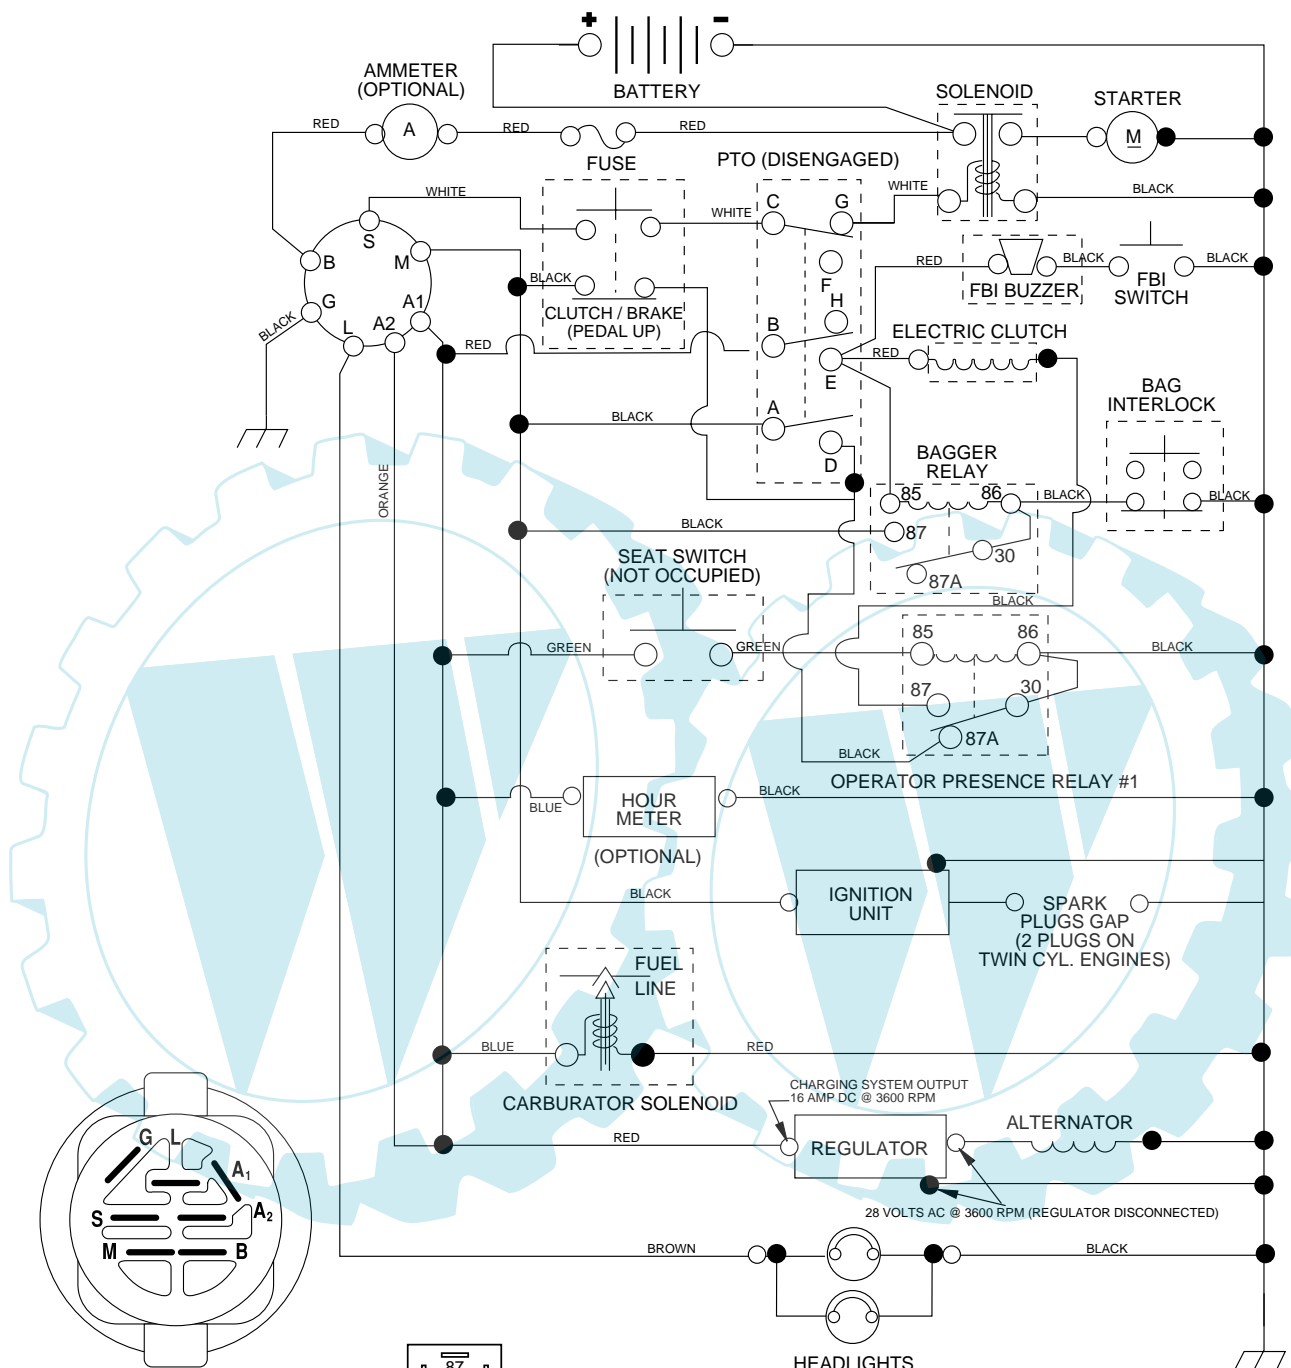 + -
BATTERY
AMMETER
(OPTIONAL)
SOLENOID
STARTER
RED
A
RED
RED
M
FUSE
PTO (DISENGAGED)
WHITE
WHITE
C
G
WHITE
BLACK
S
B
M
F
RED
BLACK
BLACK
FBI BUZZER
FBI
SWITCH
BLACK
CLUTCH / BRAKE
(PEDAL UP)
G
A1
H
BLACK
L
A2
B
ELECTRIC CLUTCH
RED
RED
E
BAG
INTERLOCK
A
BLACK
D
BAGGER
RELAY
ORANGE
85
86
BLACK
BLACK
BLACK
87
30
87A
SEAT SWITCH
(NOT OCCUPIED)
BLACK
GREEN
GREEN
85
86
BLACK
87
30
87A
BLACK
OPERATOR PRESENCE RELAY #1
BLUE
HOUR
METER
BLACK
(OPTIONAL)
BLACK
IGNITION
UNIT
SPARK
PLUGS GAP
(2 PLUGS ON
TWIN CYL. ENGINES)
FUEL
LINE
BLUE
RED
CARBURATOR SOLENOID
CHARGING SYSTEM OUTPUT
16 AMP DC @ 3600 RPM
RED
REGULATOR
ALTERNATOR
28 VOLTS AC @ 3600 RPM (REGULATOR DISCONNECTED)
G
L
A1
A2
S
M
B
BROWN
BLACK
87
HEADLIGHTS